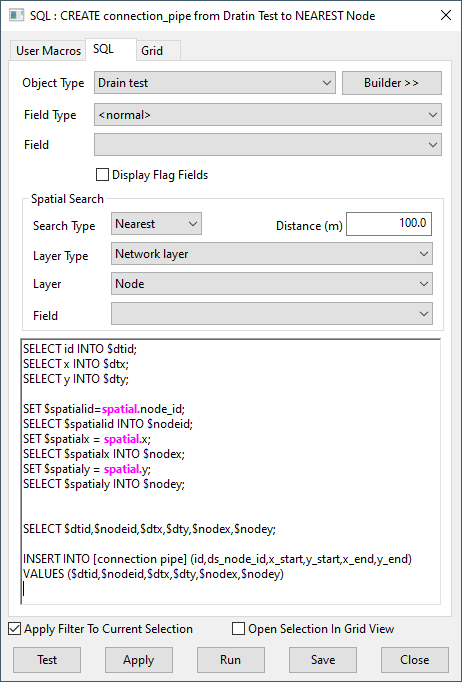 SQL : CREATE connection_pipe from Dratin Test to NEAREST Node
User Macros SQL Grid
Object Type Drain test Builder >>
Field Type <normal>
Field
Display Flag Fields
Spatial Search
Search Type Nearest Distance (m) 100.0
Layer Type Network layer
Layer Node
Field
SELECT id INTO $dtid;
SELECT x INTO $dtx;
SELECT y INTO $dty;
SET $spatialid=spatial.node_id;
SELECT $spatialid INTO $nodeid;
SET $spatialx = spatial.x;
SELECT $spatialx INTO $nodex;
SET $spatialy = spatial.y;
SELECT $spatialy INTO $nodey;
SELECT $dtid,$nodeid,$dtx,$dty,$nodex,$nodey;
INSERT INTO [connection pipe] (id,ds_node_id,x_start,y_start,x_end,y_end)
VALUES ($dtid,$nodeid,$dtx,$dty,$nodex,$nodey)
Apply Filter To Current Selection Open Selection In Grid View
Test Apply Run Save Close